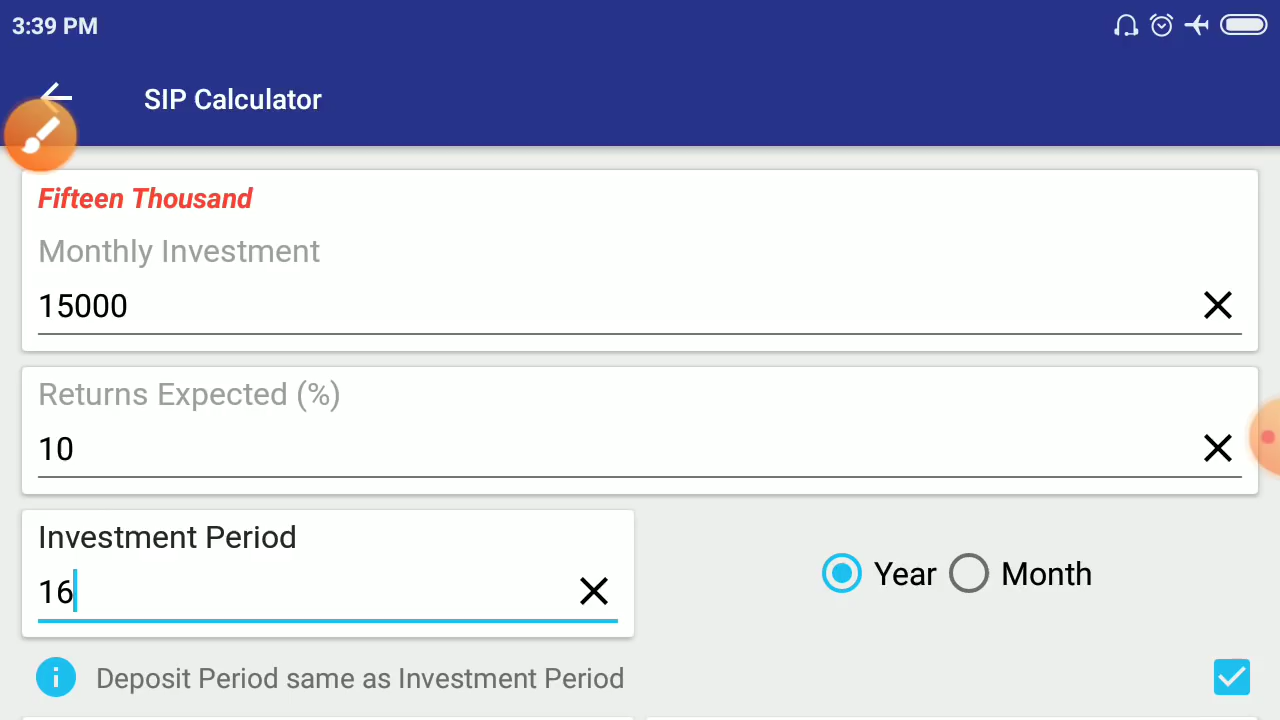 3:39 PM
SIP Calculator
Fifteen Thousand
Monthly Investment
15000
Returns Expected (%)
10
Investment Period
16
Year Month
Deposit Period same as Investment Period